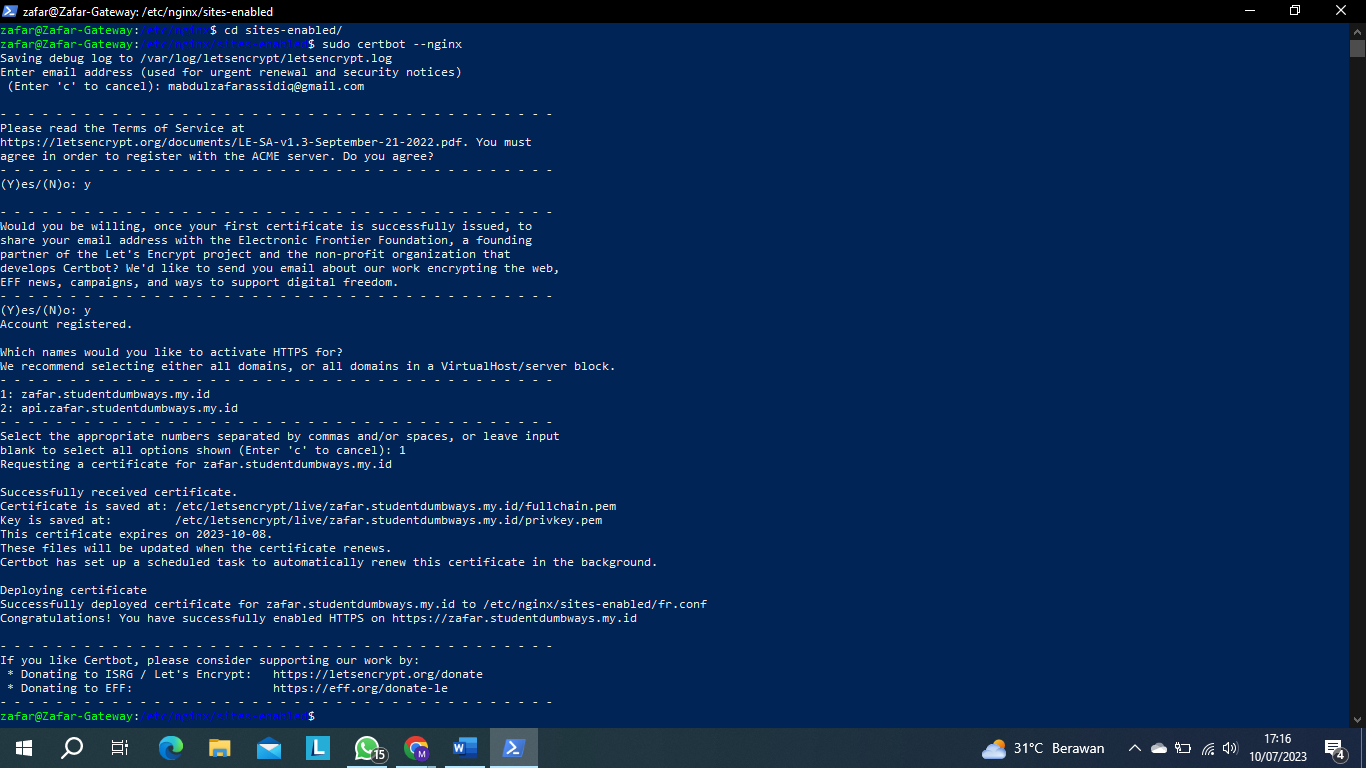 zafar@Zafar-Gateway: /etc/nginx/sites-enabled
zafar@Zafar-Gateway:/etc/nginx$ cd sites-enabled/
zafar@Zafar-Gateway:/etc/nginx/sites-enabled$ sudo certbot --nginx
Saving debug log to /var/log/letsencrypt/letsencrypt.log
Enter email address (used for urgent renewal and security notices)
(Enter 'c' to cancel): mabdulzafarassidiq@gmail.com
- - - - - - - - - - - - - - - - - - - - - - - - - - - - - - - - - - - - - - - -
Please read the Terms of Service at
https://letsencrypt.org/documents/LE-SA-v1.3-September-21-2022.pdf. You must
agree in order to register with the ACME server. Do you agree?
- - - - - - - - - - - - - - - - - - - - - - - - - - - - - - - - - - - - - - - -
(Y)es/(N)o: y
- - - - - - - - - - - - - - - - - - - - - - - - - - - - - - - - - - - - - - - -
Would you be willing, once your first certificate is successfully issued, to
share your email address with the Electronic Frontier Foundation, a founding
partner of the Let's Encrypt project and the non-profit organization that
develops Certbot? We'd like to send you email about our work encrypting the web,
EFF news, campaigns, and ways to support digital freedom.
- - - - - - - - - - - - - - - - - - - - - - - - - - - - - - - - - - - - - - - -
(Y)es/(N)o: y
Account registered.
Which names would you like to activate HTTPS for?
We recommend selecting either all domains, or all domains in a VirtualHost/server block.
- - - - - - - - - - - - - - - - - - - - - - - - - - - - - - - - - - - - - - - -
1: zafar.studentdumbways.my.id
2: api.zafar.studentdumbways.my.id
- - - - - - - - - - - - - - - - - - - - - - - - - - - - - - - - - - - - - - - -
Select the appropriate numbers separated by commas and/or spaces, or leave input
blank to select all options shown (Enter 'c' to cancel): 1
Requesting a certificate for zafar.studentdumbways.my.id
Successfully received certificate.
Certificate is saved at: /etc/letsencrypt/live/zafar.studentdumbways.my.id/fullchain.pem
Key is saved at: /etc/letsencrypt/live/zafar.studentdumbways.my.id/privkey.pem
This certificate expires on 2023-10-08.
These files will be updated when the certificate renews.
Certbot has set up a scheduled task to automatically renew this certificate in the background.
Deploying certificate
Successfully deployed certificate for zafar.studentdumbways.my.id to /etc/nginx/sites-enabled/fr.conf
Congratulations! You have successfully enabled HTTPS on https://zafar.studentdumbways.my.id
- - - - - - - - - - - - - - - - - - - - - - - - - - - - - - - - - - - - - - - -
If you like Certbot, please consider supporting our work by:
* Donating to ISRG / Let's Encrypt: https://letsencrypt.org/donate
* Donating to EFF: https://eff.org/donate-le
- - - - - - - - - - - - - - - - - - - - - - - - - - - - - - - - - - - - - - - -
zafar@Zafar-Gateway:/etc/nginx/sites-enabled$
L
15
M
W
31°C Berawan
17:16
10/07/2023
4